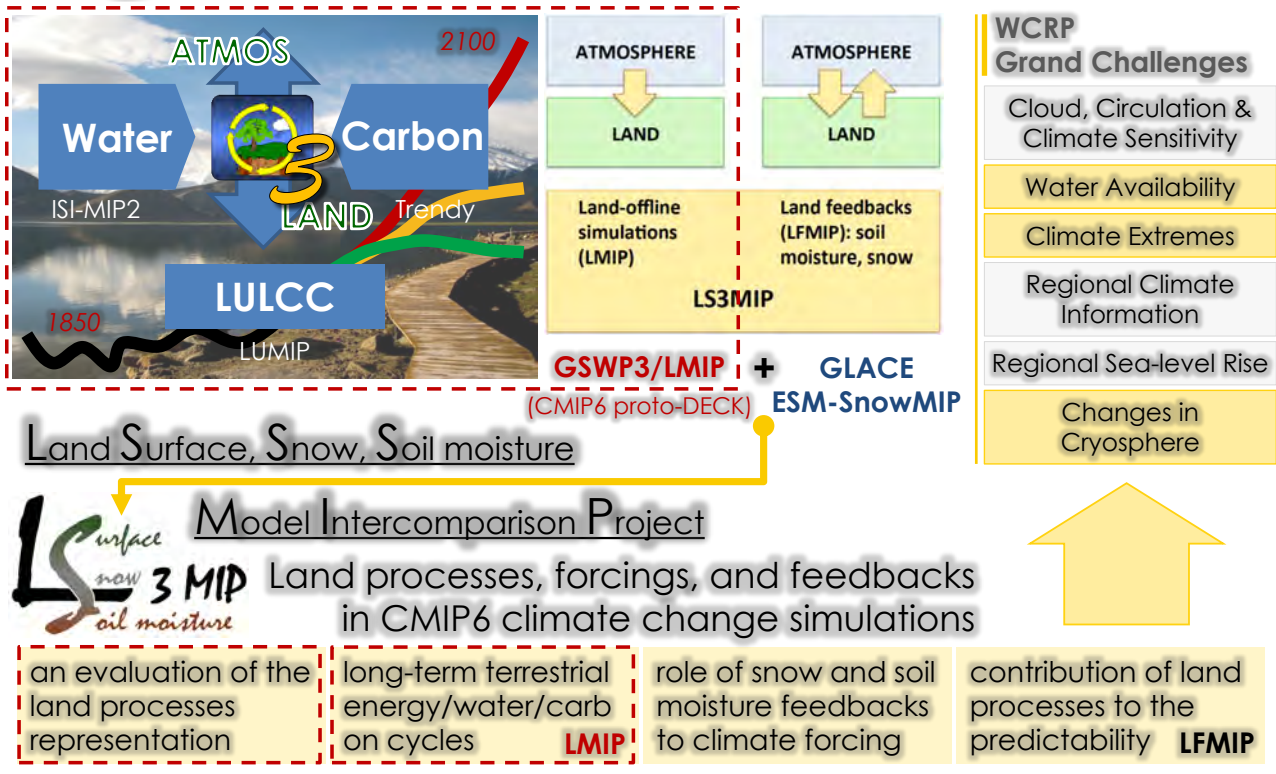 ATMOS
2100
Water
3
Carbon
ISI-MIP2
LAND
Trendy
LULCC
1850
LUMIP
ATMOSPHERE
LAND
ATMOSPHERE
LAND
Land-offline
simulations
(LMIP)
Land feedbacks
(LFMIP): soil
moisture, snow
LS3MIP
GSWP3/LMIP
(CMIP6 proto-DECK)
+
GLACE
ESM-SnowMIP
WCRP
Grand Challenges
Cloud, Circulation &
Climate Sensitivity
Water Availability
Climate Extremes
Regional Climate
Information
Regional Sea-level Rise
Changes in
Cryosphere
Land Surface, Snow, Soil moisture
Model Intercomparison Project
LS
urface
now 3 MIP
oil moisture
Land processes, forcings, and feedbacks
in CMIP6 climate change simulations
an evaluation of the
land processes
representation
long-term terrestrial
energy/water/carb
on cycles LMIP
role of snow and soil
moisture feedbacks
to climate forcing
contribution of land
processes to the
predictability LFMIP